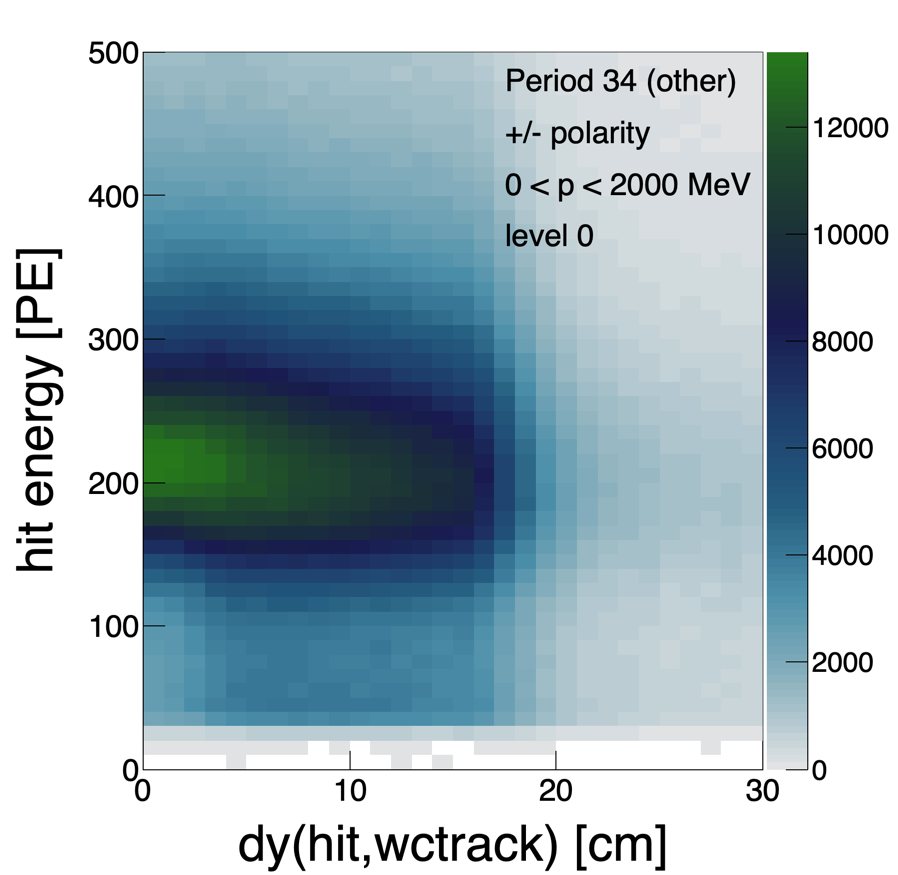 500
400
300
200
100
0
hit energy [PE]
Period 34 (other)
+/- polarity
0 < p < 2000 MeV
level 0
12000
10000
8000
6000
4000
2000
0
0 10 20 30
dy(hit,wctrack) [cm]